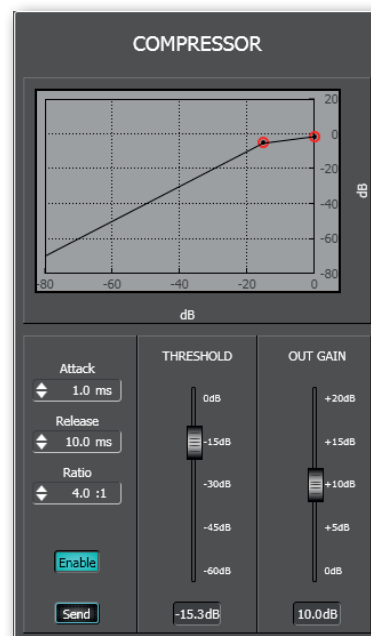 COMPRESSOR
20
0
-20
-40
-60
-80
-80 -60 -40 -20 0
dB
dB
Attack
1.0 ms
Release
10.0 ms
Ratio
4.0 :1
Enable
Send
THRESHOLD
0dB
-15dB
-30dB
-45dB
-60dB
-15.3dB
OUT GAIN
+20dB
+15dB
+10dB
+5dB
0dB
10.0dB